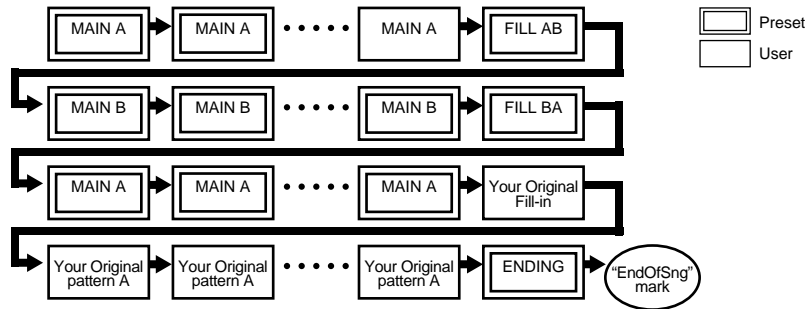 MAIN A MAIN A MAIN A FILL AB
Preset
User
MAIN B MAIN B MAIN B FILL BA
MAIN A MAIN A MAIN A Your Original
Fill-in
Your Original Your Original Your Original ENDING "EndOfSng"
pattern A pattern A pattern A mark